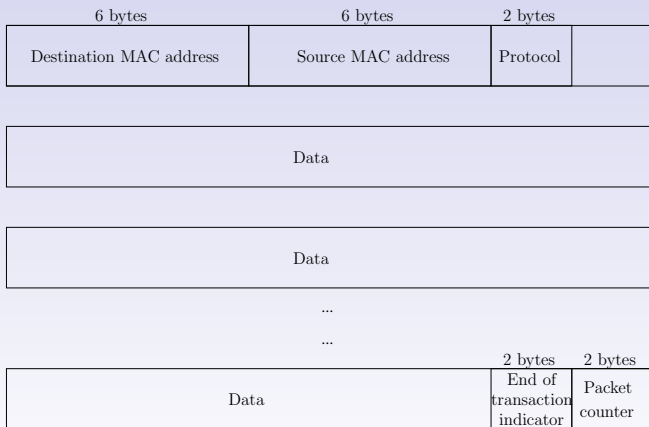 6 bytes 6 bytes 2 bytes
Destination MAC address Source MAC address Protocol
Data
Data
...
...
2 bytes 2 bytes
Data
End of
transaction
indicator
Packet
counter